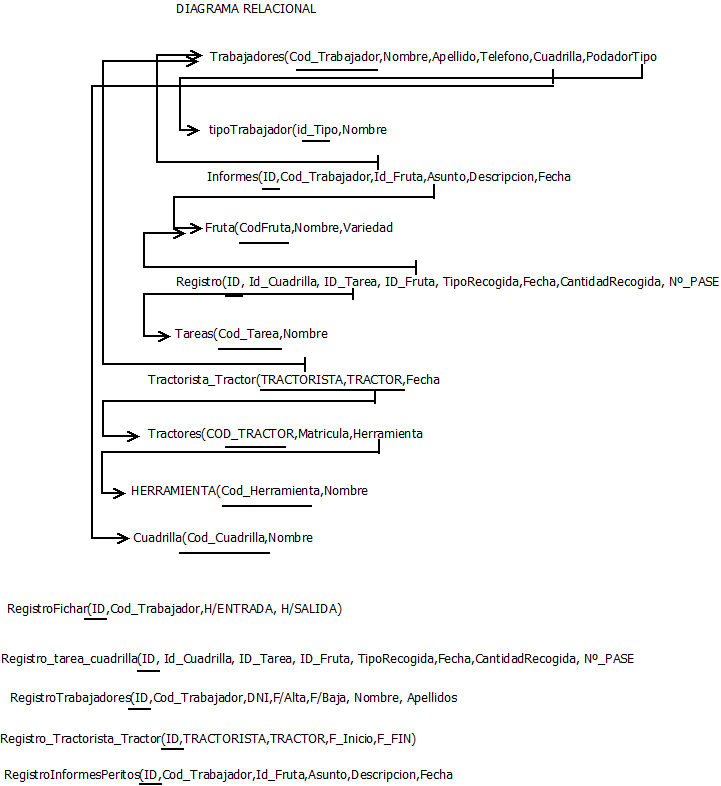 DIAGRAMA RELACIONAL
Trabajadores(Cod_Trabajador,Nombre,Apellido,Telefono,Cuadrilla,PodadorTipo
tipoTrabajador(id_Tipo,Nombre
Informes(ID,Cod_Trabajador,Id_Fruta,Asunto,Descripcion,Fecha
Fruta(CodFruta,Nombre,Variedad
Registro(ID, Id_Cuadrilla, ID_Tarea, ID_Fruta, TipoRecogida,Fecha,CantidadRecogida, Nº_PASE
Tareas(Cod_Tarea,Nombre
Tractorista_Tractor(TRACTORISTA,TRACTOR,Fecha
Tractores(COD_TRACTOR,Matricula,Herramienta
HERRAMIENTA(Cod_Herramienta,Nombre
Cuadrilla(Cod_Cuadrilla,Nombre
RegistroFichar(ID,Cod_Trabajador,H/ENTRADA, H/SALIDA)
Registro_tarea_cuadrilla(ID, Id_Cuadrilla, ID_Tarea, ID_Fruta, TipoRecogida,Fecha,CantidadRecogida, Nº_PASE
RegistroTrabajadores(ID,Cod_Trabajador,DNI,F/Alta,F/Baja, Nombre, Apellidos
Registro_Tractorista_Tractor(ID,TRACTORISTA,TRACTOR,F_Inicio,F_FIN)
RegistroInformesPeritos(ID,Cod_Trabajador,Id_Fruta,Asunto,Descripcion,Fecha